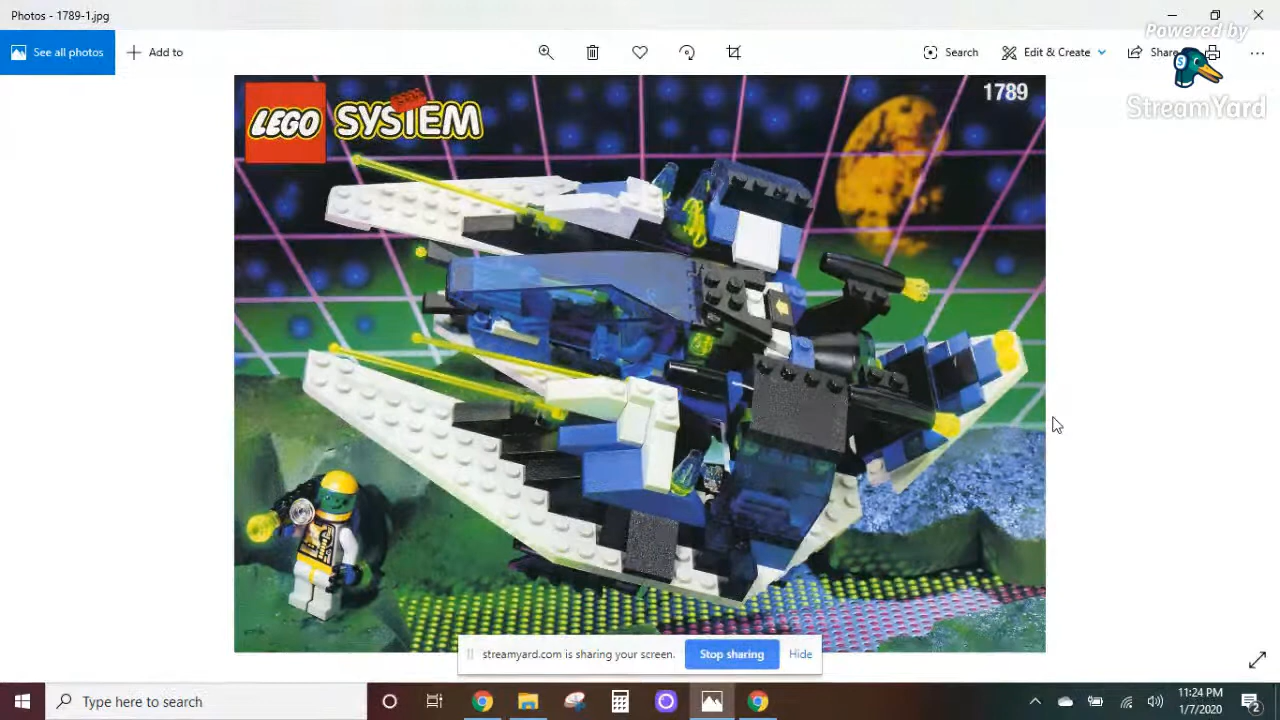 Photos - 1789-1.jpg
Powered by
See all photos
Add to
Search
Edit & Create
Share
StreamYard
LEGO SYSTEM
1789
streamyard.com is sharing your screen.
Stop sharing
Hide
Type here to search
11:24 PM
1/7/2020
2